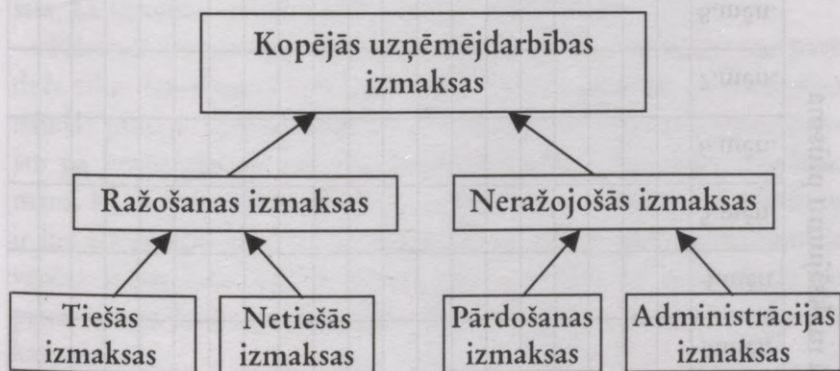 Kopējās uzņēmējdarbības
izmaksas
Ražošanas izmaksas
Neražojošās izmaksas
Tiešās
izmaksas
Netiešās
izmaksas
Pārdošanas
izmaksas
Administrācijas
izmaksas